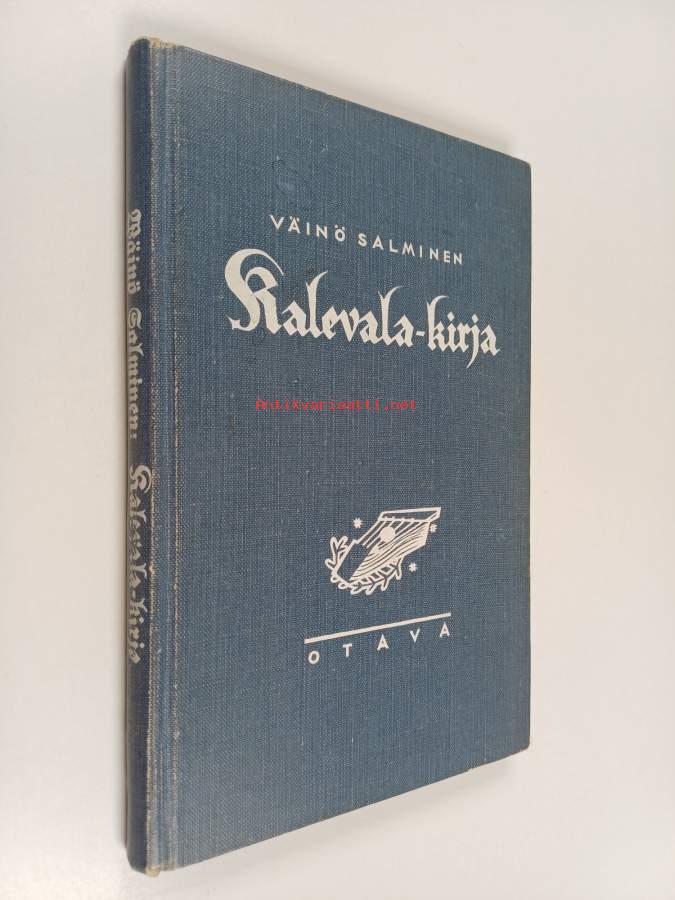 VÄINÖ SALMINEN
Kalevala-kirja
Antikvariaatti.net
OTAVA
Väinö Salminen: Kalevala-kirja